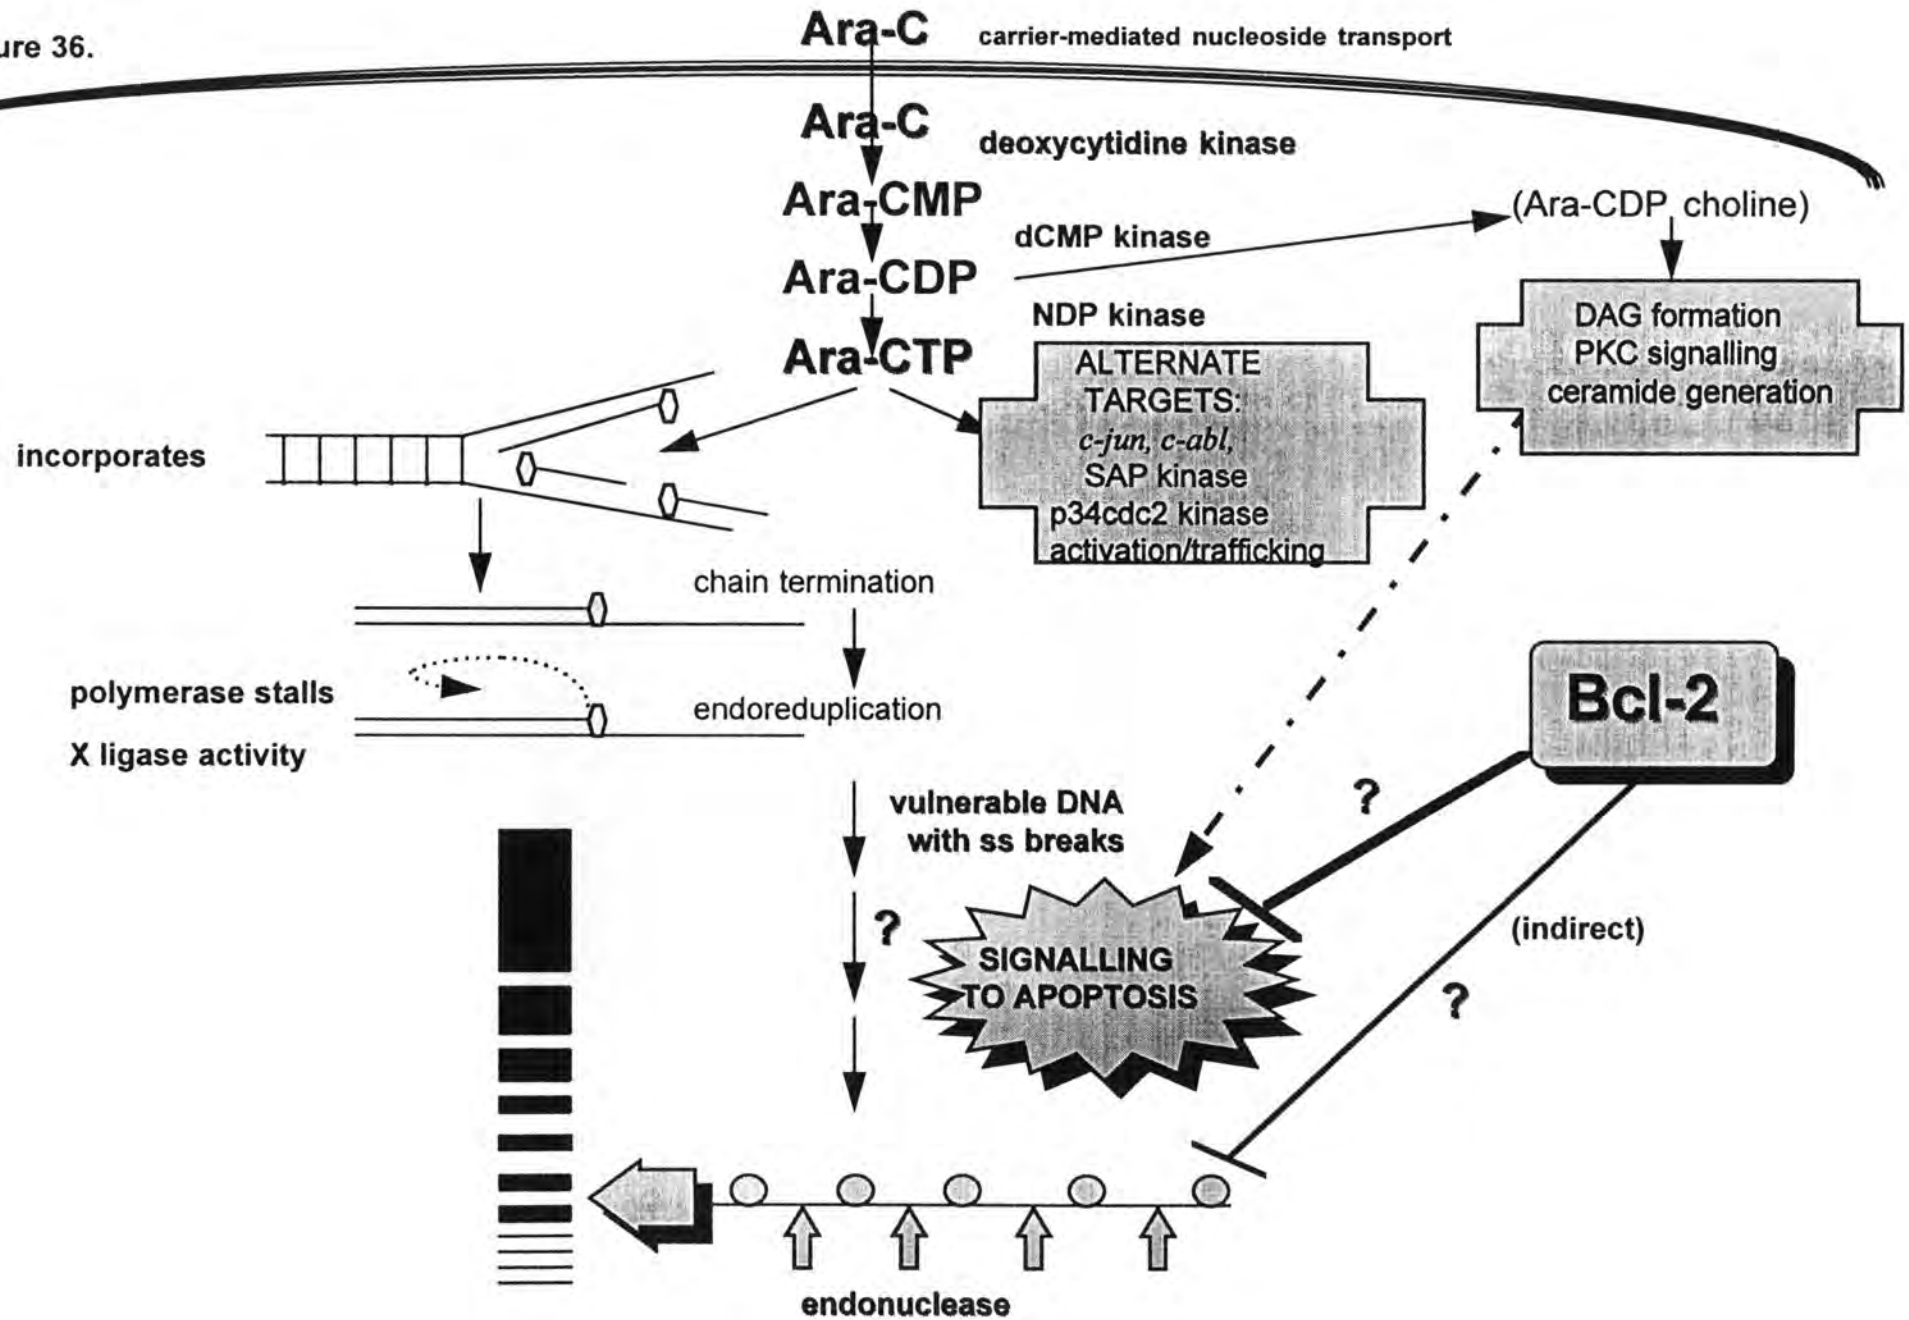 ure 36.
Ara-C
carrier-mediated nucleoside transport
Ara-C
deoxycytidine kinase
Ara-CMP
dCMP kinase
(Ara-CDP choline)
Ara-CDP
NDP kinase
Ara-CTP
DAG formation
PKC signalling
ceramide generation
ALTERNATE
TARGETS:
c-jun, c-abl,
SAP kinase
p34cdc2 kinase
activation/trafficking
incorporates
chain termination
polymerase stalls
endoreduplication
X ligase activity
Bcl-2
?
vulnerable DNA
with ss breaks
?
SIGNALLING
TO APOPTOSIS
(indirect)
?
endonuclease